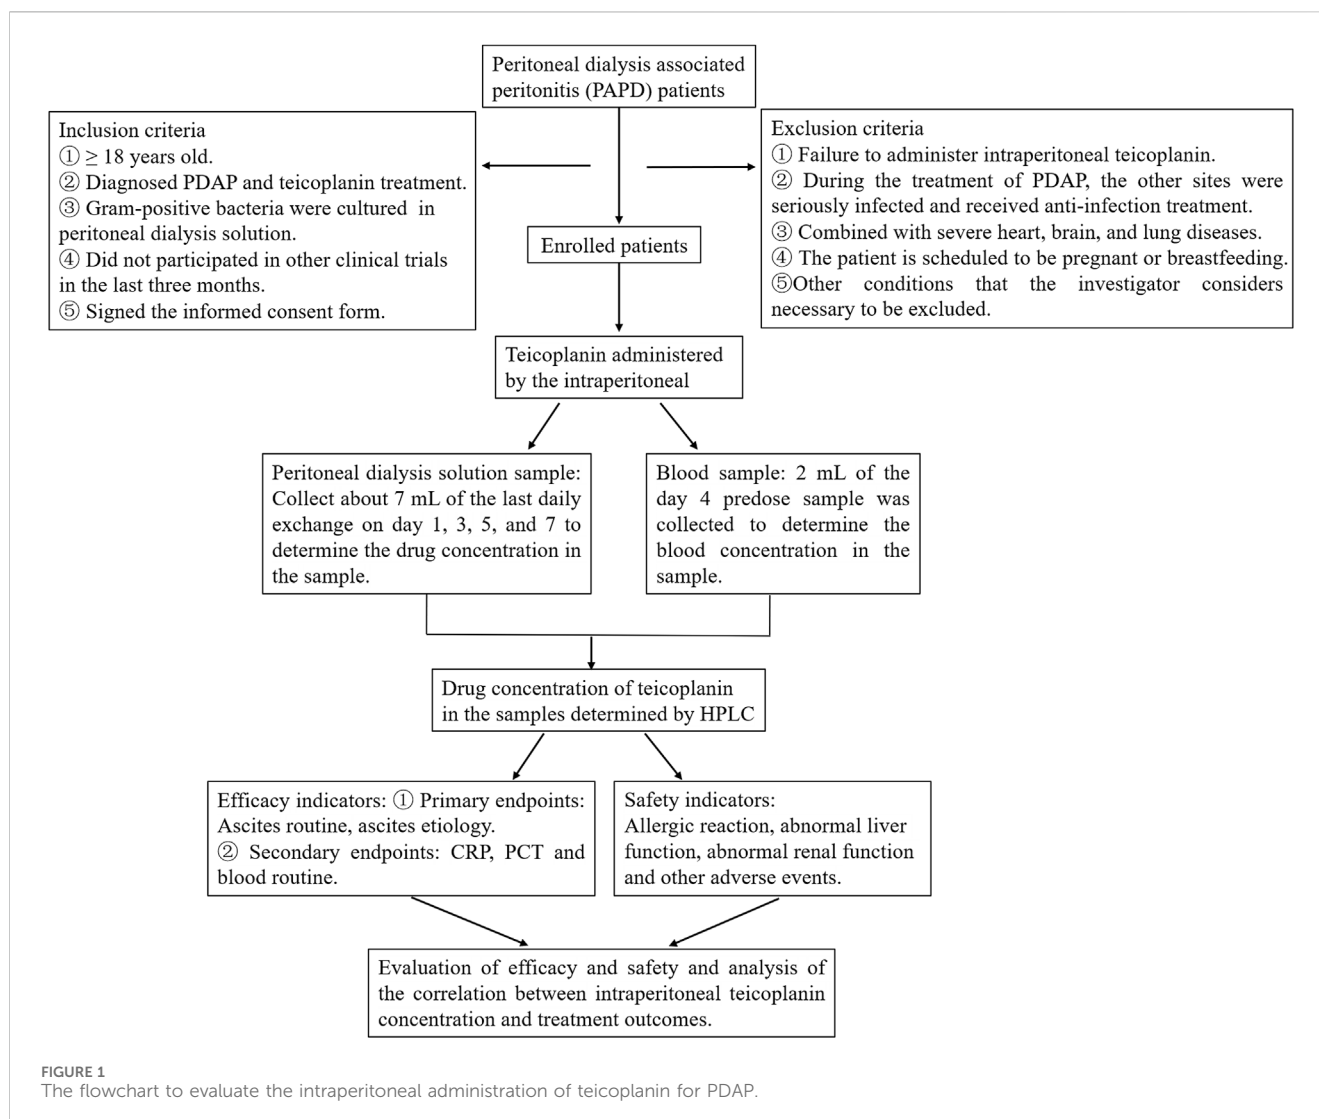 Peritoneal dialysis associated
peritonitis (PAPD) patients
Inclusion criteria
① ≥ 18 years old.
② Diagnosed PDAP and teicoplanin treatment.
③ Gram-positive bacteria were cultured in
peritoneal dialysis solution.
④ Did not participated in other clinical trials
in the last three months.
⑤ Signed the informed consent form.
Exclusion criteria
① Failure to administer intraperitoneal teicoplanin.
② During the treatment of PDAP, the other sites were
seriously infected and received anti-infection treatment.
③ Combined with severe heart, brain, and lung diseases.
④ The patient is scheduled to be pregnant or breastfeeding.
⑤Other conditions that the investigator considers
necessary to be excluded.
Enrolled patients
Teicoplanin administered
by the intraperitoneal
Peritoneal dialysis solution sample:
Collect about 7 mL of the last daily
exchange on day 1, 3, 5, and 7 to
determine the drug concentration in
the sample.
Blood sample: 2 mL of the
day 4 predose sample was
collected to determine the
blood concentration in the
sample.
Drug concentration of teicoplanin
in the samples determined by HPLC
Efficacy indicators: ① Primary endpoints:
Ascites routine, ascites etiology.
② Secondary endpoints: CRP, PCT and
blood routine.
Safety indicators:
Allergic reaction, abnormal liver
function, abnormal renal function
and other adverse events.
Evaluation of efficacy and safety and analysis of
the correlation between intraperitoneal teicoplanin
concentration and treatment outcomes.
FIGURE 1
The flowchart to evaluate the intraperitoneal administration of teicoplanin for PDAP.